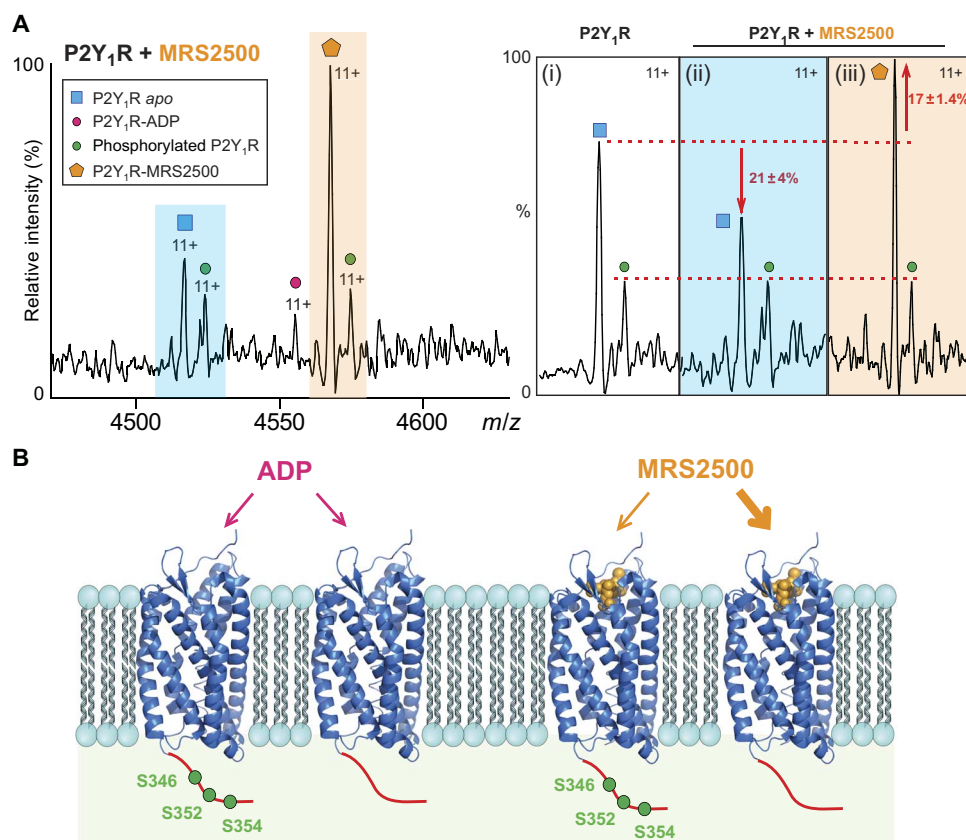 A
P2Y₁R + MRS2500
P2Y₁R apo
P2Y₁R-ADP
Phosphorylated P2Y₁R
P2Y₁R-MRS2500
Relative intensity (%)
100
0
11+
11+
11+
11+
11+
4500
4550
4600
m/z
P2Y₁R
P2Y₁R + MRS2500
100
%
0
(i)
11+
(ii)
11+
(iii)
11+
21 ± 4%
17 ± 1.4%
B
ADP
MRS2500
S346
S352
S354
S346
S352
S354